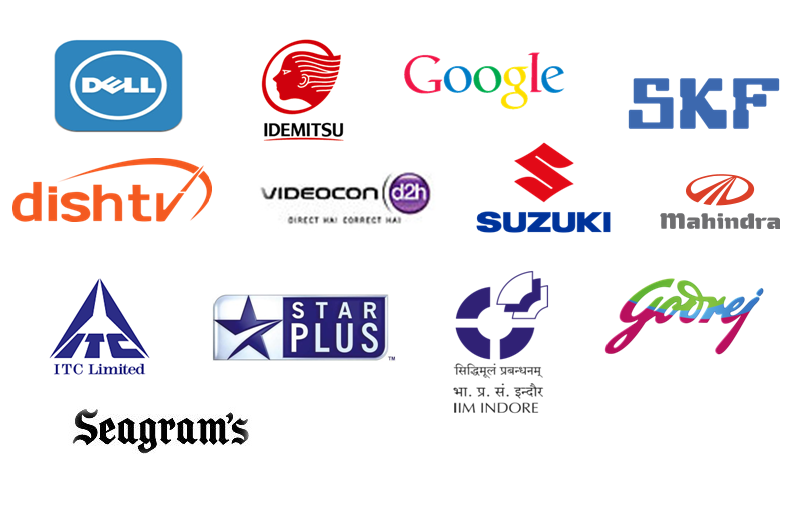 DELL
IDEMITSU
Google
SKF
dishtv
VIDEOCON d2h
DIRECT HAI CORRECT HAI
SUZUKI
Mahindra
ITC
ITC Limited
STAR
PLUS
TM
सिद्धिमूलं प्रबन्धनम्
भा. प्र. सं. इन्दौर
IIM INDORE
Godrej
Seagram's